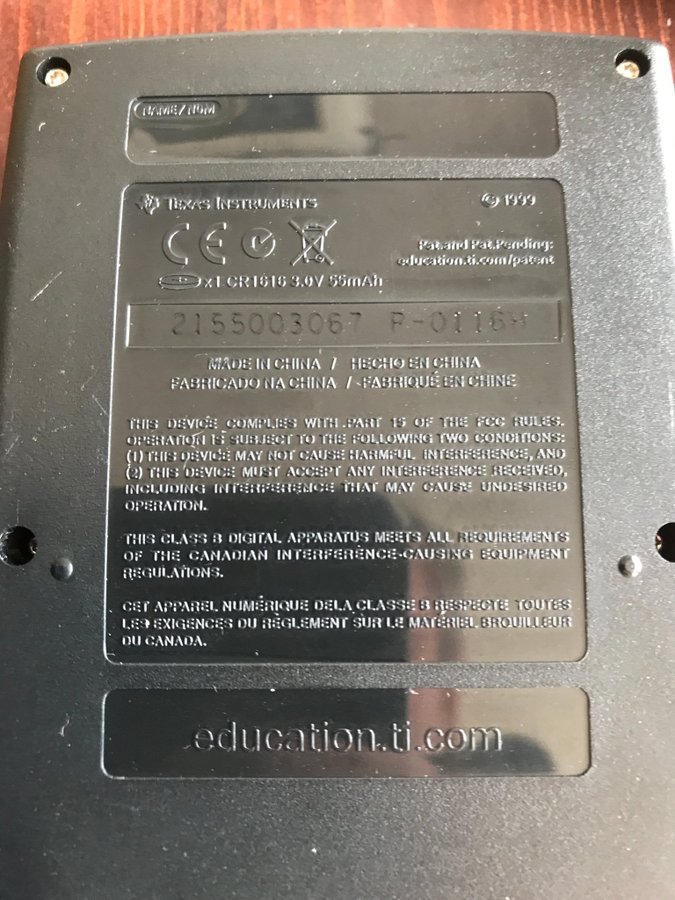 NAME/NOM
TEXAS INSTRUMENTS © 1999
CE
Pat.and Pat.Pending:
education.ti.com/patent
x1 CR1616 3.0V 55mAh
2155003067 P-0116H
MADE IN CHINA / HECHO EN CHINA
FABRICADO NA CHINA / FABRIQUÉ EN CHINE
THIS DEVICE COMPLIES WITH PART 15 OF THE FCC RULES.
OPERATION IS SUBJECT TO THE FOLLOWING TWO CONDITIONS:
(1) THIS DEVICE MAY NOT CAUSE HARMFUL INTERFERENCE, AND
(2) THIS DEVICE MUST ACCEPT ANY INTERFERENCE RECEIVED,
INCLUDING INTERFERENCE THAT MAY CAUSE UNDESIRED
OPERATION.
THIS CLASS B DIGITAL APPARATUS MEETS ALL REQUIREMENTS
OF THE CANADIAN INTERFERENCE-CAUSING EQUIPMENT
REGULATIONS.
CET APPAREL NUMÉRIQUE DE LA CLASSE B RESPECTE TOUTES
LES EXIGENCES DU RÉGLEMENT SUR LE MATÉRIEL BROUILLEUR
DU CANADA.
education.ti.com